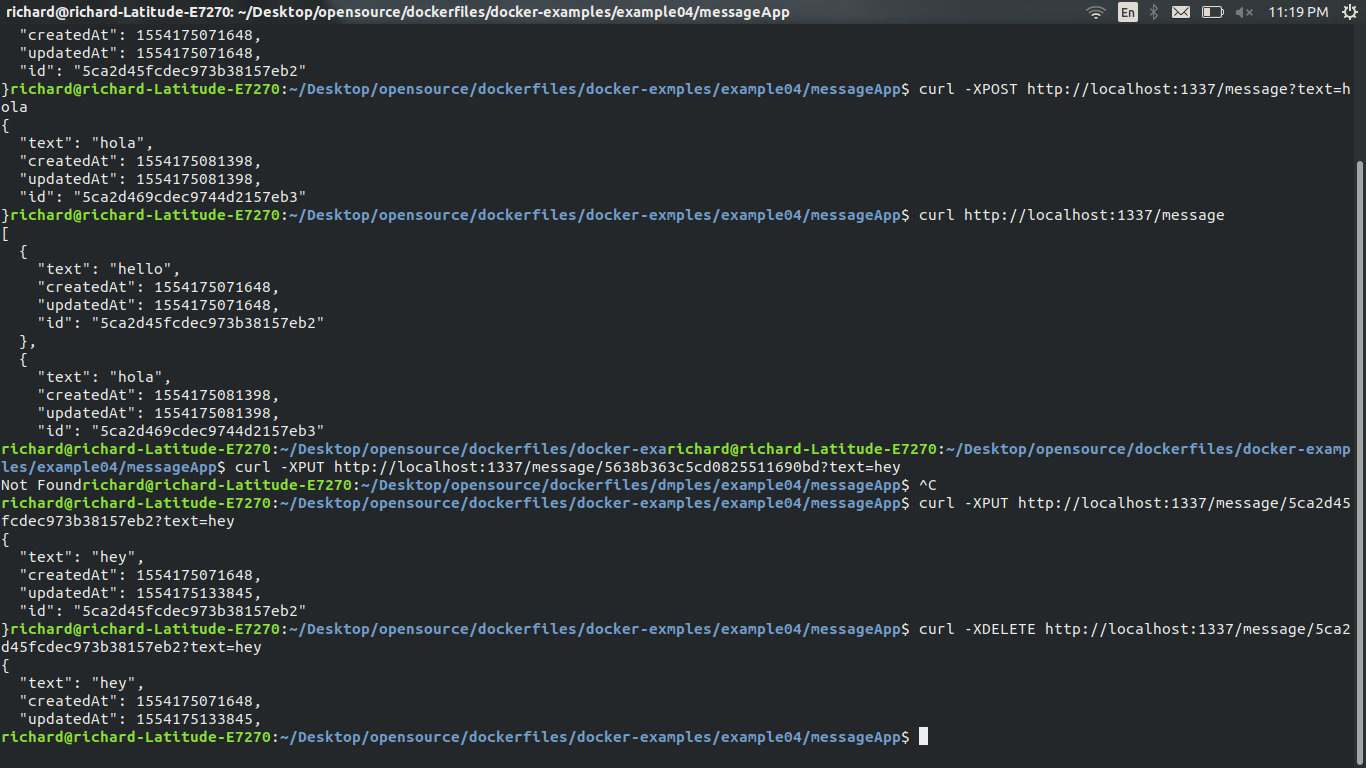 richard@richard-Latitude-E7270: ~/Desktop/opensource/dockerfiles/docker-examples/example04/messageApp
En
11:19 PM
  "createdAt": 1554175071648,
  "updatedAt": 1554175071648,
  "id": "5ca2d45fcdec973b38157eb2"
}richard@richard-Latitude-E7270:~/Desktop/opensource/dockerfiles/docker-exmples/example04/messageApp$ curl -XPOST http://localhost:1337/message?text=h
ola
{
  "text": "hola",
  "createdAt": 1554175081398,
  "updatedAt": 1554175081398,
  "id": "5ca2d469cdec9744d2157eb3"
}richard@richard-Latitude-E7270:~/Desktop/opensource/dockerfiles/docker-exmples/example04/messageApp$ curl http://localhost:1337/message
[
  {
    "text": "hello",
    "createdAt": 1554175071648,
    "updatedAt": 1554175071648,
    "id": "5ca2d45fcdec973b38157eb2"
  },
  {
    "text": "hola",
    "createdAt": 1554175081398,
    "updatedAt": 1554175081398,
    "id": "5ca2d469cdec9744d2157eb3"
richard@richard-Latitude-E7270:~/Desktop/opensource/dockerfiles/docker-exarichard@richard-Latitude-E7270:~/Desktop/opensource/dockerfiles/docker-examp
les/example04/messageApp$ curl -XPUT http://localhost:1337/message/5638b363c5cd0825511690bd?text=hey
Not Foundrichard@richard-Latitude-E7270:~/Desktop/opensource/dockerfiles/dmples/example04/messageApp$ ^C
richard@richard-Latitude-E7270:~/Desktop/opensource/dockerfiles/docker-examples/example04/messageApp$ curl -XPUT http://localhost:1337/message/5ca2d45
fcdec973b38157eb2?text=hey
{
  "text": "hey",
  "createdAt": 1554175071648,
  "updatedAt": 1554175133845,
  "id": "5ca2d45fcdec973b38157eb2"
}richard@richard-Latitude-E7270:~/Desktop/opensource/dockerfiles/docker-exmples/example04/messageApp$ curl -XDELETE http://localhost:1337/message/5ca2
d45fcdec973b38157eb2?text=hey
{
  "text": "hey",
  "createdAt": 1554175071648,
  "updatedAt": 1554175133845,
richard@richard-Latitude-E7270:~/Desktop/opensource/dockerfiles/docker-examples/example04/messageApp$